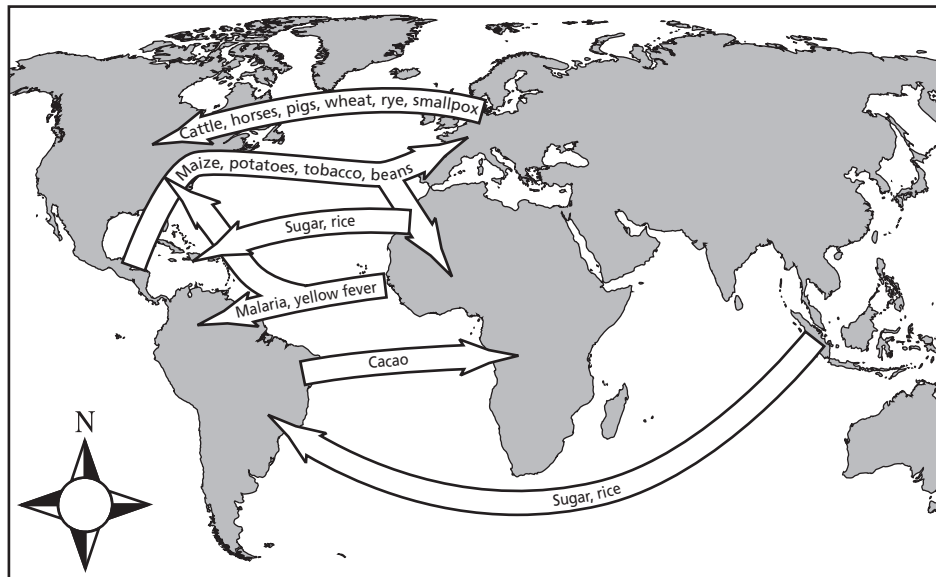 Cattle, horses, pigs, wheat, rye, smallpox
Maize, potatoes, tobacco, beans
Sugar, rice
Malaria, yellow fever
Cacao
N
Sugar, rice